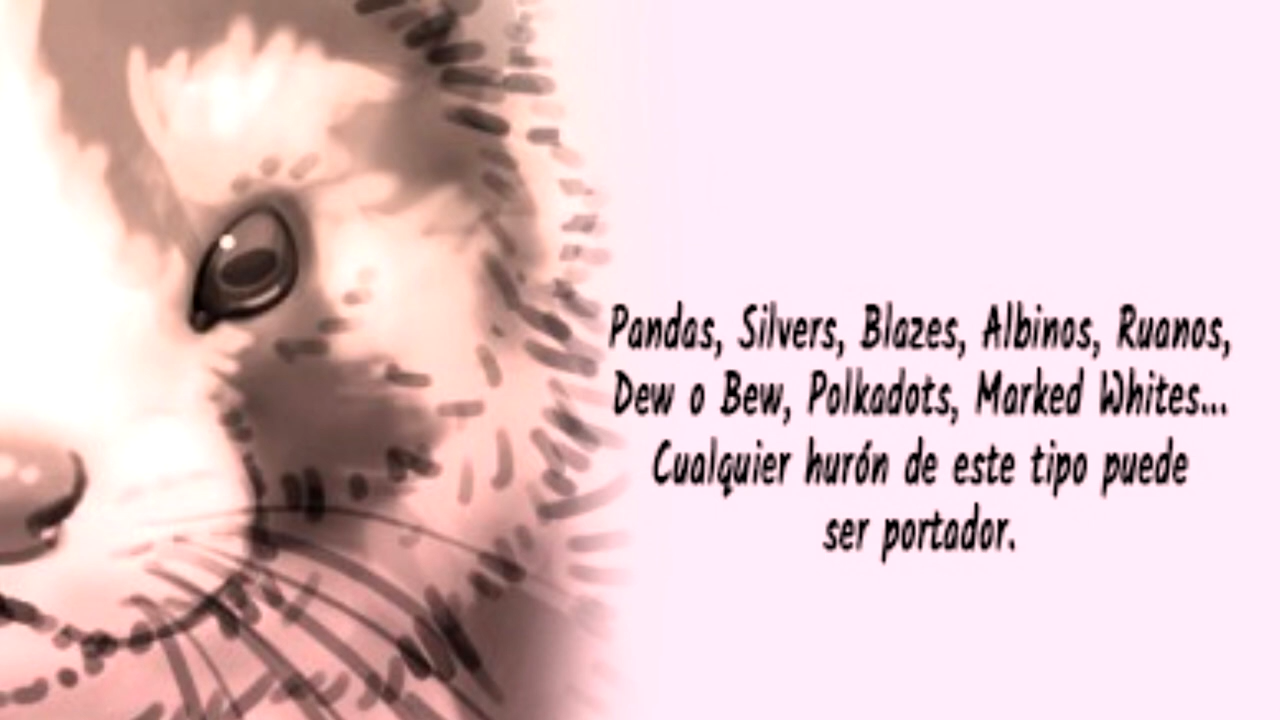 Pandas, Silvers, Blazes, Albinos, Ruanos,
Dew o Bew, Polkadots, Marked Whites...
Cualquier hurón de este tipo puede
ser portador.